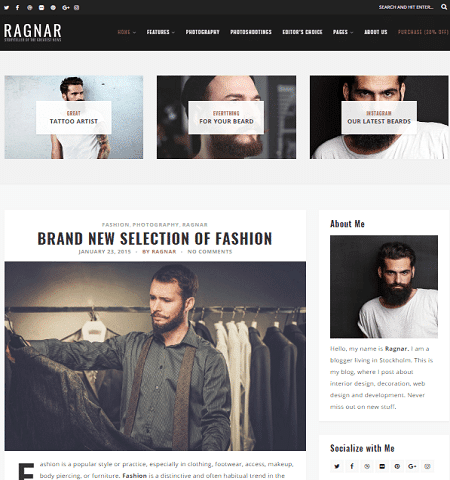 SEARCH AND HIT ENTER...
RAGNAR
STORYTELLER OF THE GREATEST NEWS
HOME FEATURES PHOTOGRAPHY PHOTOSHOOTINGS EDITOR'S CHOICE PAGES ABOUT US PURCHASE (20% OFF)
GREAT
TATTOO ARTIST
EVERYTHING
FOR YOUR BEARD
INSTAGRAM
OUR LATEST BEARDS
FASHION, PHOTOGRAPHY, RAGNAR
BRAND NEW SELECTION OF FASHION
JANUARY 23, 2015 - BY RAGNAR - NO COMMENTS
Fashion is a popular style or practice, especially in clothing, footwear, access, makeup,
body piercing, or furniture. Fashion is a distinctive and often habitual trend in the
About Me
Hello, my name is Ragnar. I am a
blogger living in Stockholm. This is
my blog, where I post about
interior design, decoration, web
design and development. Never
miss out on new stuff.
Socialize with Me